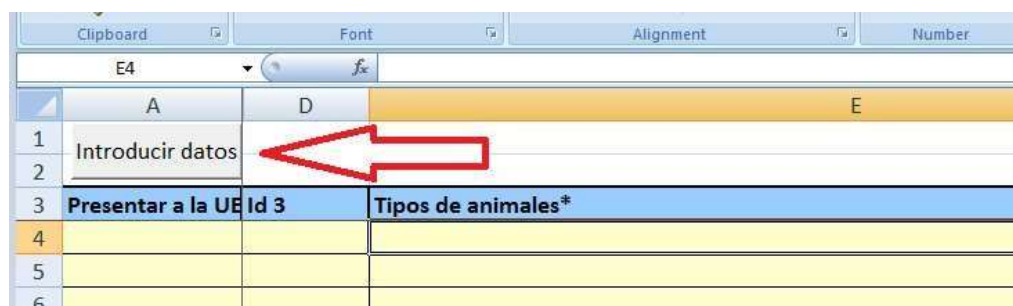 Clipboard Font Alignment Number
E4 fx
A D E
1
Introducir datos
2
3 Presentar a la UE Id 3 Tipos de animales*
4
5
6